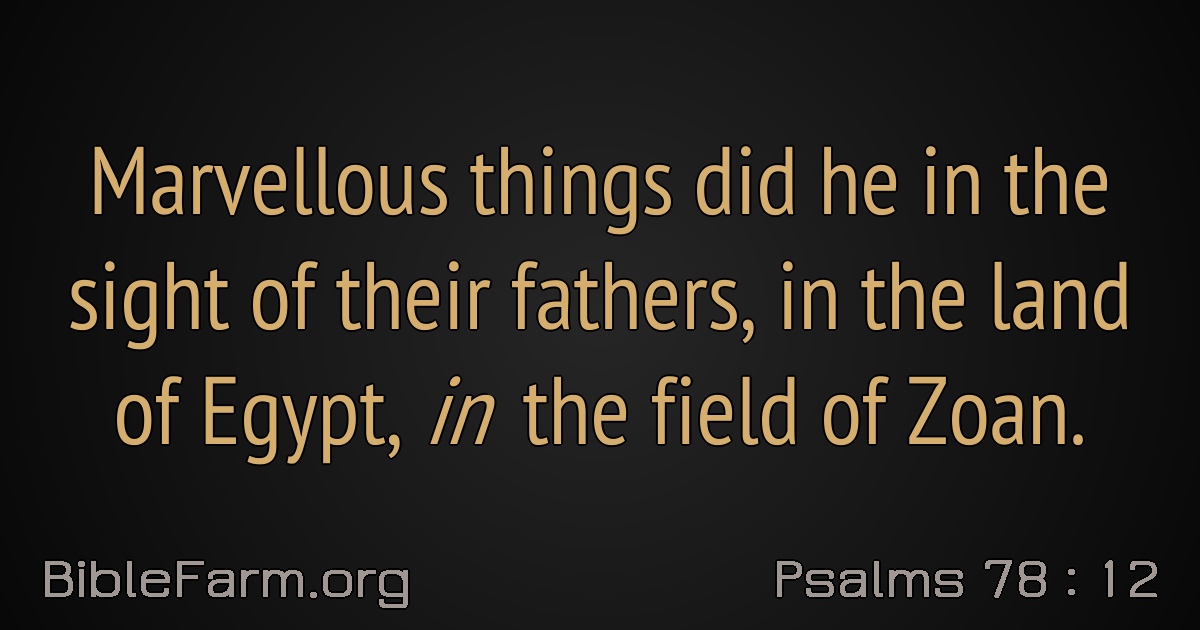 Marvellous things did he in the
sight of their fathers, in the land
of Egypt, in the field of Zoan.
BibleFarm.org
Psalms 78 : 12